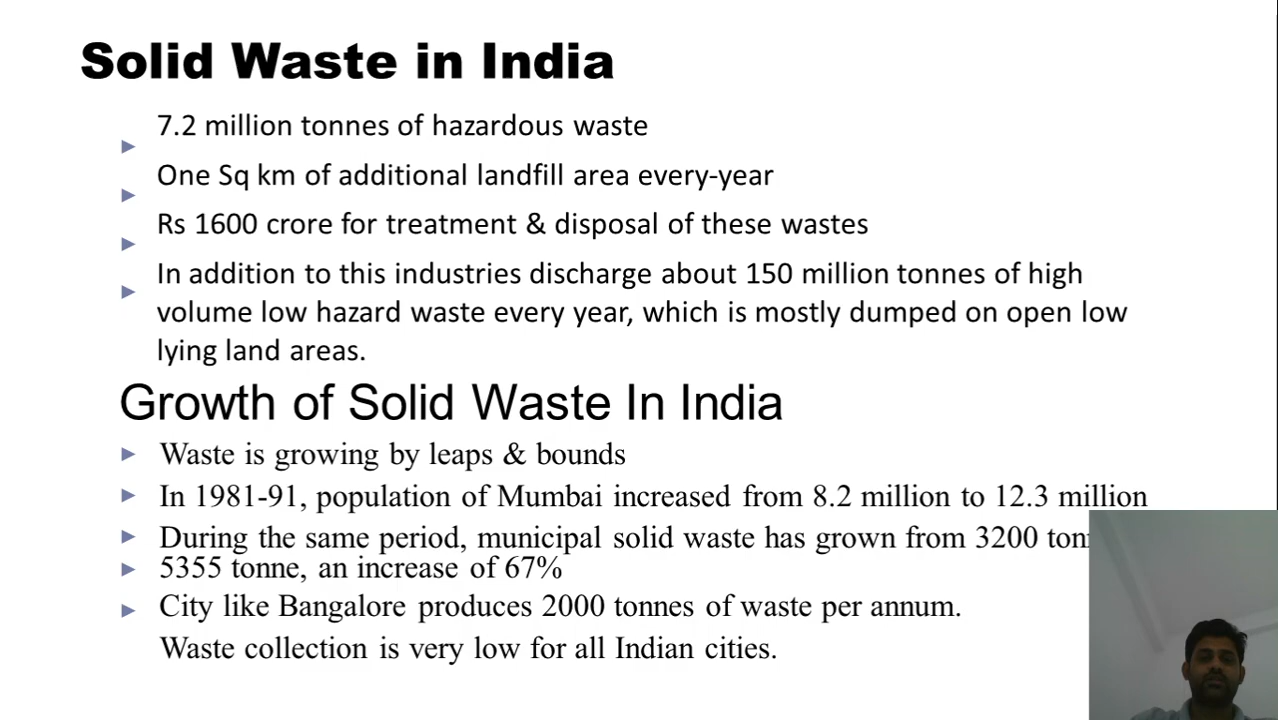 Solid Waste in India
7.2 million tonnes of hazardous waste
One Sq km of additional landfill area every-year
Rs 1600 crore for treatment & disposal of these wastes
In addition to this industries discharge about 150 million tonnes of high
volume low hazard waste every year, which is mostly dumped on open low
lying land areas.
Growth of Solid Waste In India
Waste is growing by leaps & bounds
In 1981-91, population of Mumbai increased from 8.2 million to 12.3 million
During the same period, municipal solid waste has grown from 3200
5355 tonne, an increase of 67%
City like Bangalore produces 2000 tonnes of waste per annum.
Waste collection is very low for all Indian cities.